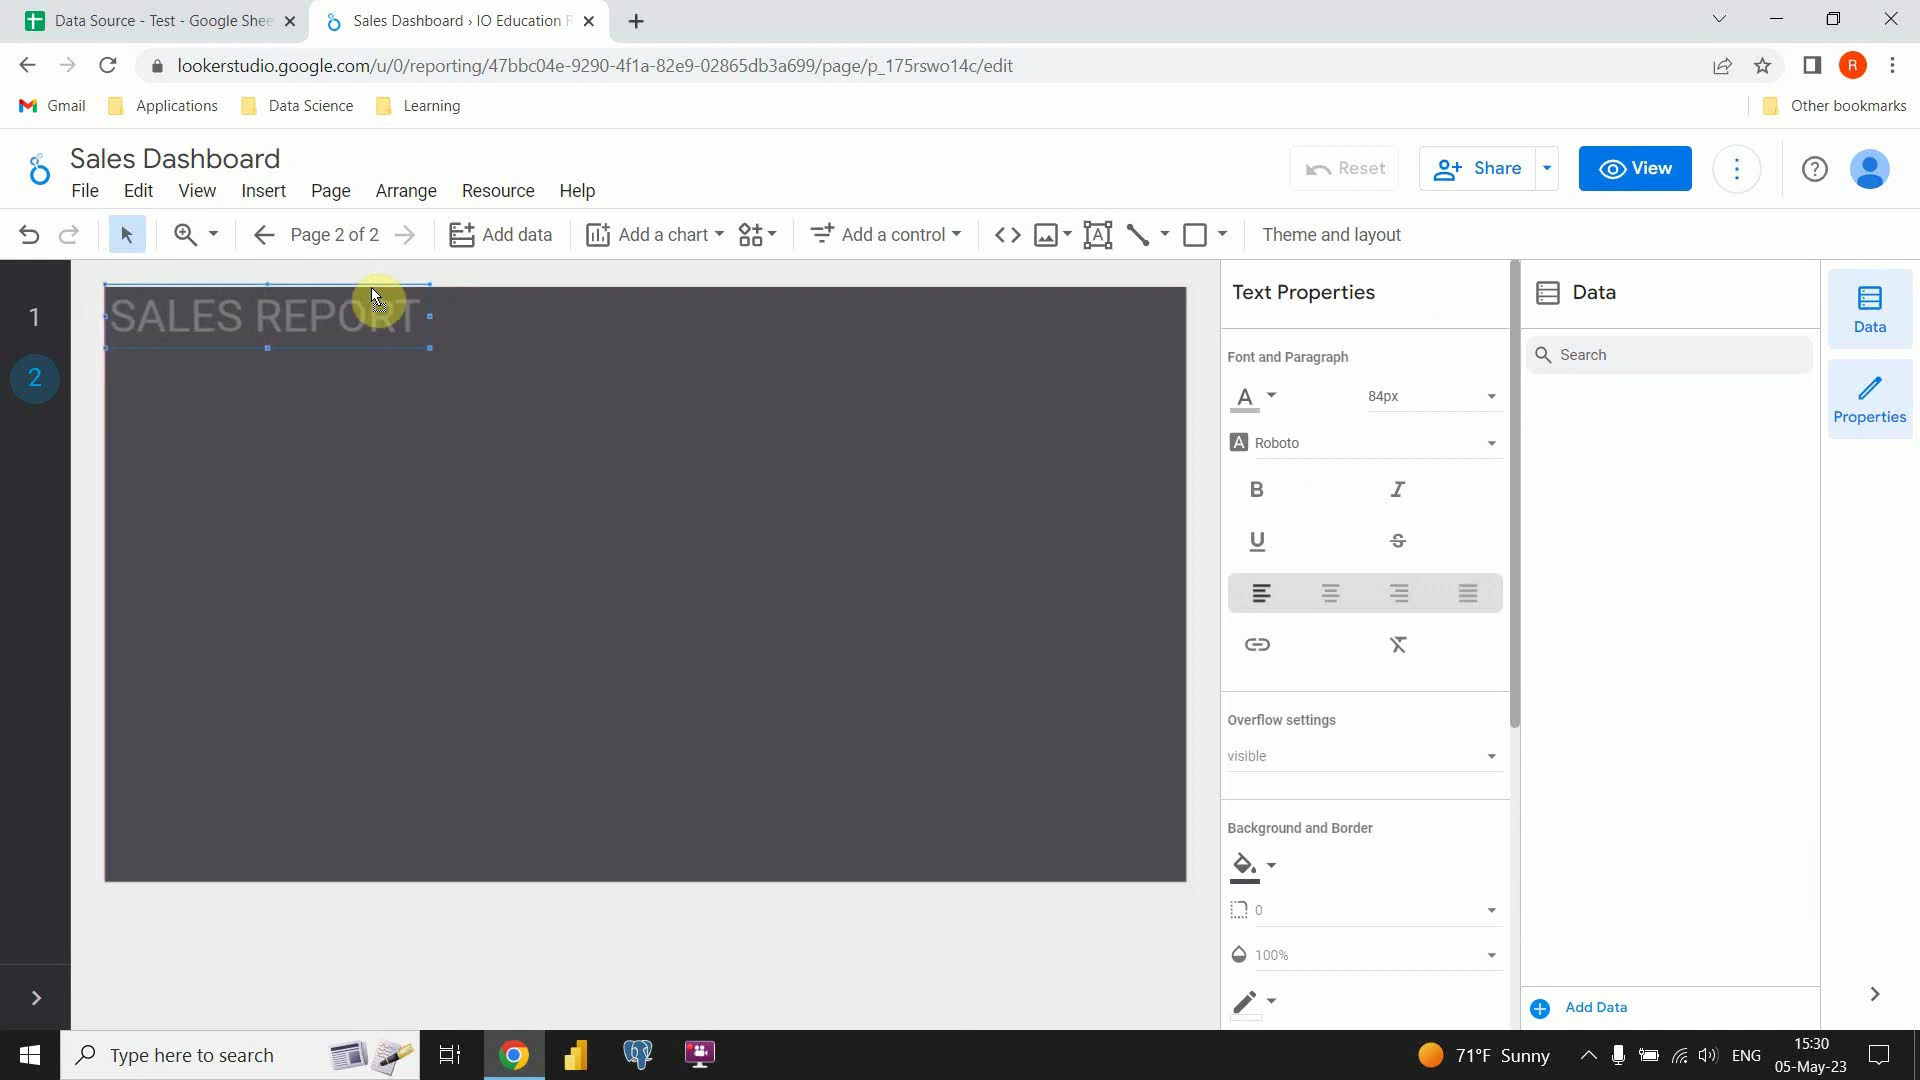 Data Source - Test - Google Shee
Sales Dashboard › IO Education R
lookerstudio.google.com/u/0/reporting/47bbc04e-9290-4f1a-82e9-02865db3a699/page/p_175rswo14c/edit
R
Gmail
Applications
Data Science
Learning
Other bookmarks
Sales Dashboard
Reset
Share
View
File
Edit
View
Insert
Page
Arrange
Resource
Help
Page 2 of 2
Add data
Add a chart
Add a control
Theme and layout
1
2
SALES REPORT
Text Properties
Font and Paragraph
A
84px
A
Roboto
B
I
U
S
Overflow settings
visible
Background and Border
0
100%
Data
Search
Add Data
Data
Properties
Type here to search
71°F Sunny
ENG
15:30
05-May-23